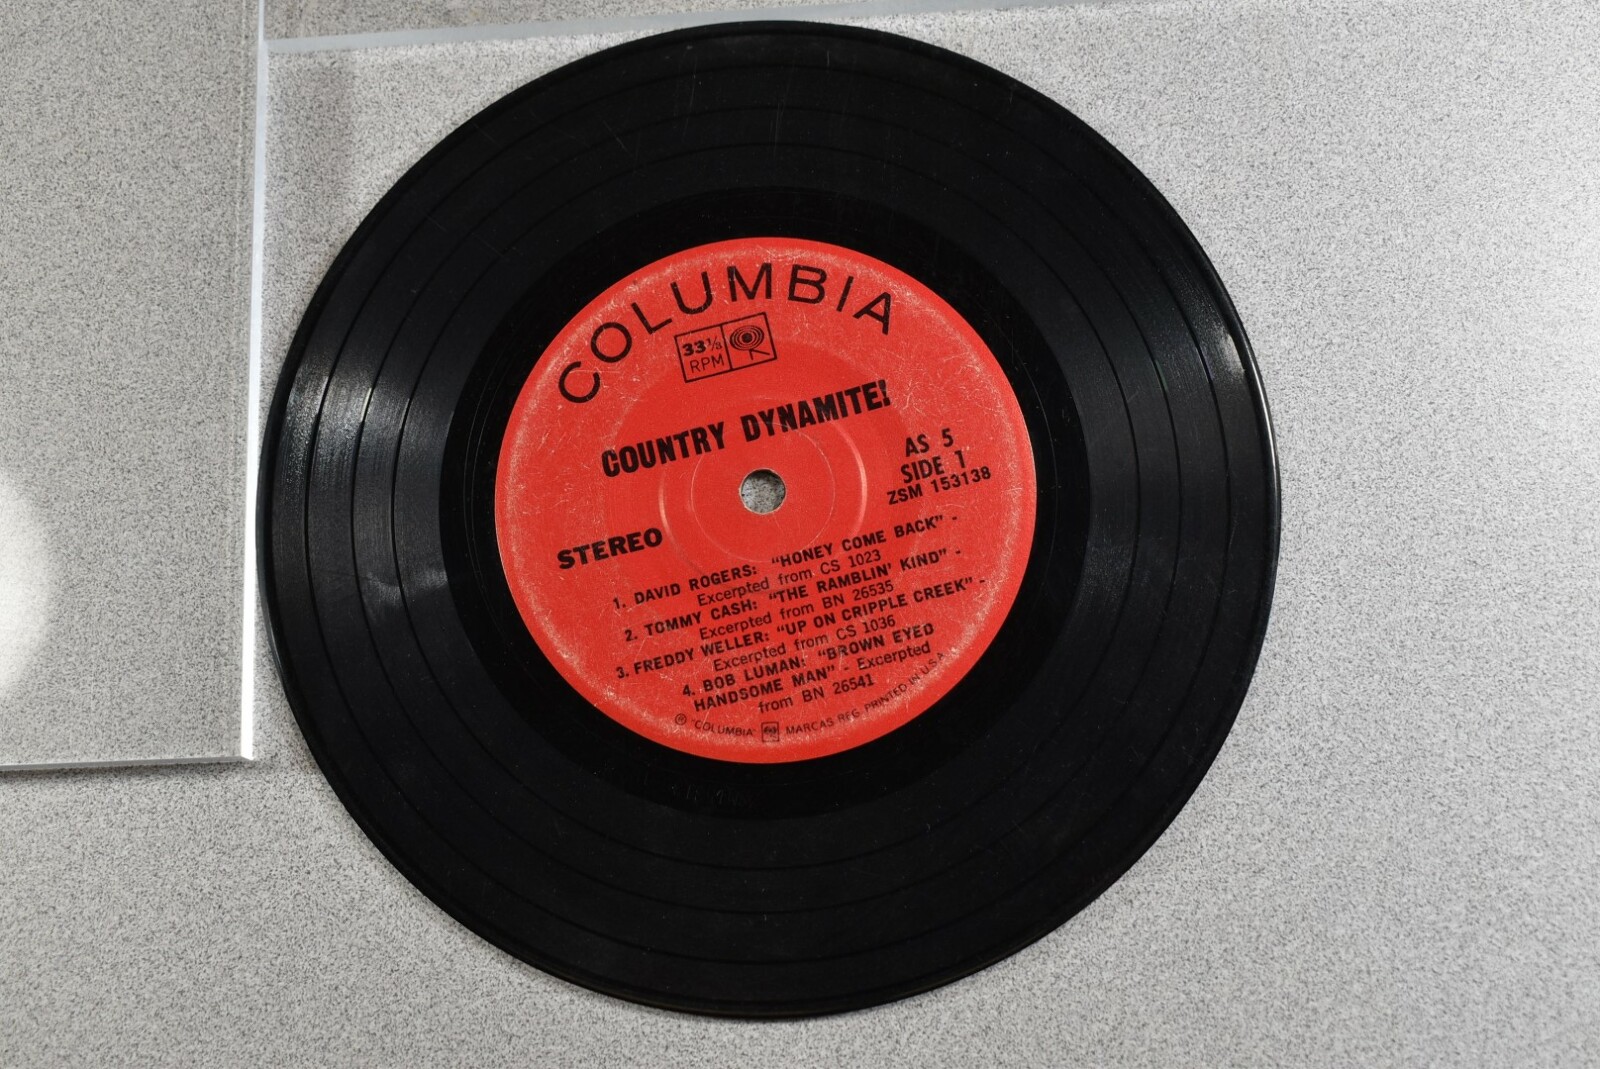 COLUMBIA
33⅓
RPM
COUNTRY DYNAMITE!
AS 5
SIDE 1
ZSM 153138
STEREO
1. DAVID ROGERS: "HONEY COME BACK" -
Excerpted from CS 1023
2. TOMMY CASH: "THE RAMBLIN' KIND" -
Excerpted from BN 26535
3. FREDDY WELLER: "UP ON CRIPPLE CREEK" -
Excerpted from CS 1036
4. BOB LUMAN: "BROWN EYED
HANDSOME MAN" - Excerpted
from BN 26541
® "COLUMBIA" MARCAS REG. PRINTED IN U.S.A.